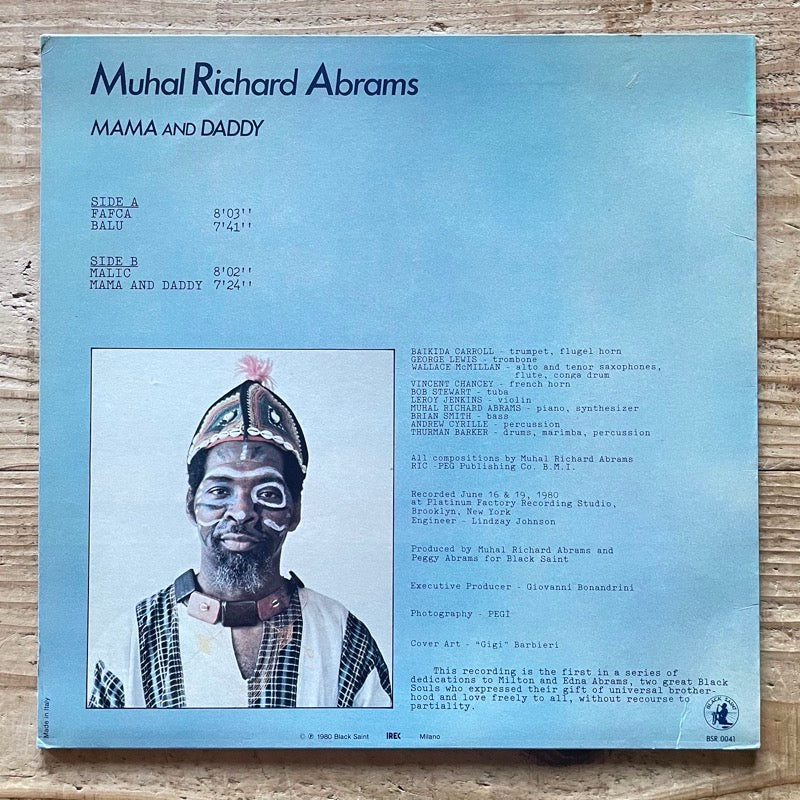 Muhal Richard Abrams
MAMA AND DADDY
SIDE A
FAFCA 8'03''
BALU 7'41''
SIDE B
MALIC 8'02''
MAMA AND DADDY 7'24''
BAIKIDA CARROLL - trumpet, flugel horn
GEORGE LEWIS - trombone
WALLACE McMILLAN - alto and tenor saxophones,
flute, conga drum
VINCENT CHANCEY - french horn
BOB STEWART - tuba
LEROY JENKINS - violin
MUHAL RICHARD ABRAMS - piano, synthesizer
BRIAN SMITH - bass
ANDREW CYRILLE - percussion
THURMAN BARKER - drums, marimba, percussion
All compositions by Muhal Richard Abrams
RIC -PEG Publishing Co. B.M.I.
Recorded June 16 & 19, 1980
at Platinum Factory Recording Studio,
Brooklyn, New York
Engineer - Lindzay Johnson
Produced by Muhal Richard Abrams and
Peggy Abrams for Black Saint
Executive Producer - Giovanni Bonandrini
Photography - PEGI
Cover Art - "Gigi" Barbieri
This recording is the first in a series of
dedications to Milton and Edna Abrams, two great Black
Souls who expressed their gift of universal brother-
hood and love freely to all, without recourse to
partiality.
BLACK SAINT
BSR 0041
Made in Italy
© ℗ 1980 Black Saint IREC Milano